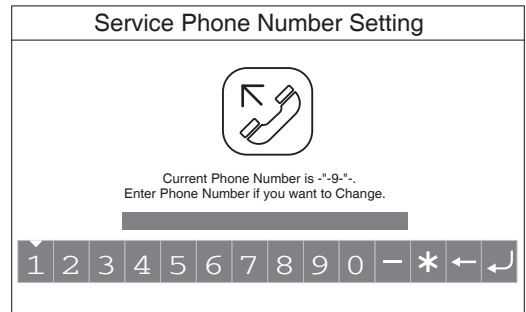 Service Phone Number Setting
Current Phone Number is -"-9-"-.
Enter Phone Number if you want to Change.
1 2 3 4 5 6 7 8 9 0 - * ← ↵